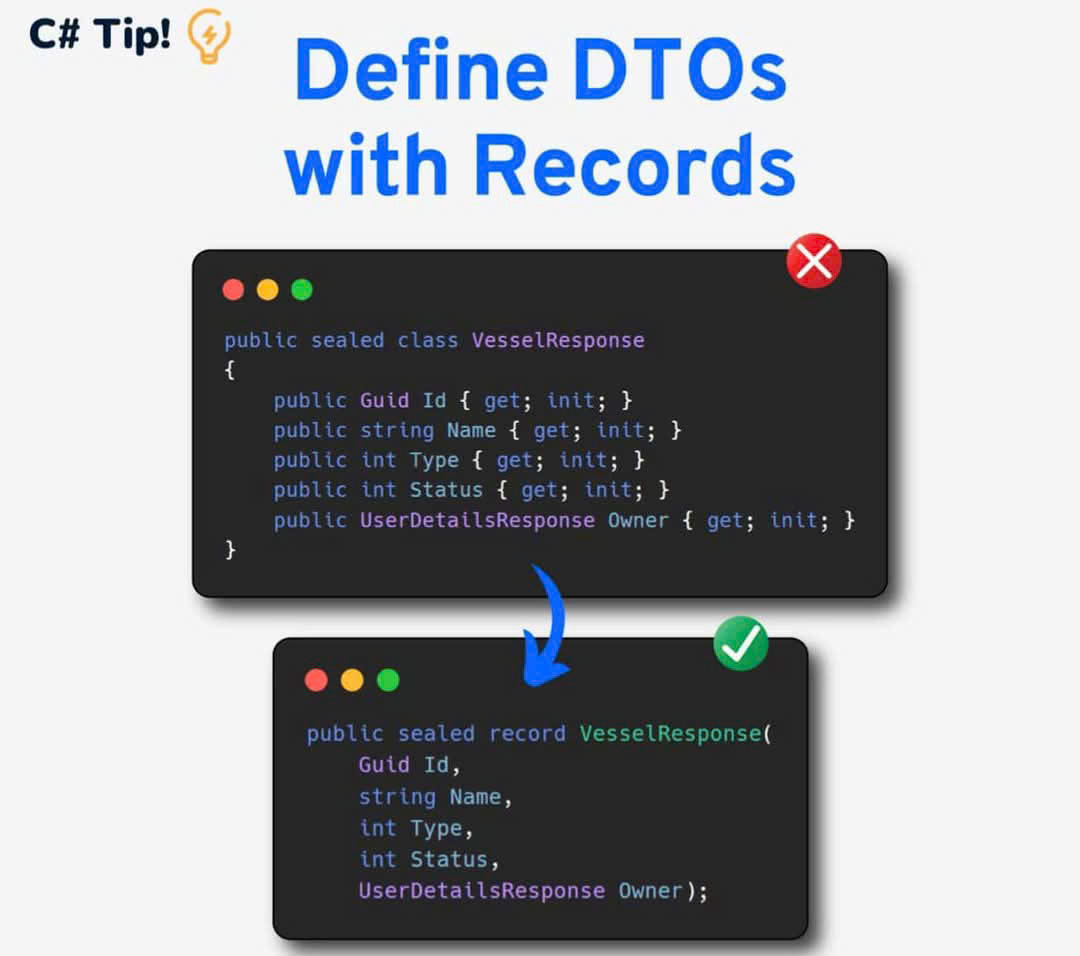 C# Tip!
Define DTOs
with Records
public sealed class VesselResponse
{
    public Guid Id { get; init; }
    public string Name { get; init; }
    public int Type { get; init; }
    public int Status { get; init; }
    public UserDetailsResponse Owner { get; init; }
}
public sealed record VesselResponse(
    Guid Id,
    string Name,
    int Type,
    int Status,
    UserDetailsResponse Owner);